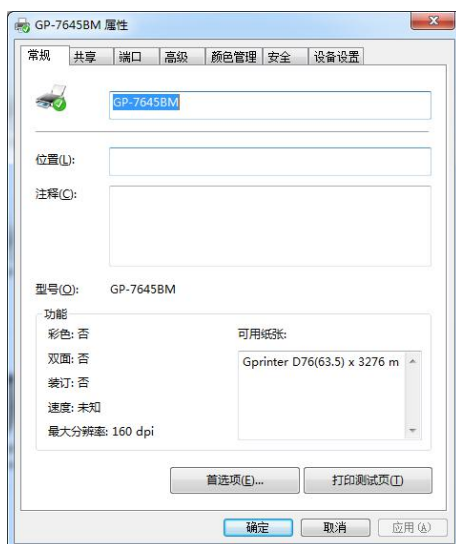 GP-7645BM 属性
常规 共享 端口 高级 颜色管理 安全 设备设置
GP-7645BM
位置(L):
注释(C):
型号(O): GP-7645BM
功能
彩色: 否 可用纸张:
双面: 否 Gprinter D76(63.5) x 3276 m
装订: 否
速度: 未知
最大分辨率: 160 dpi
首选项(E)... 打印测试页(T)
确定 取消 应用(A)